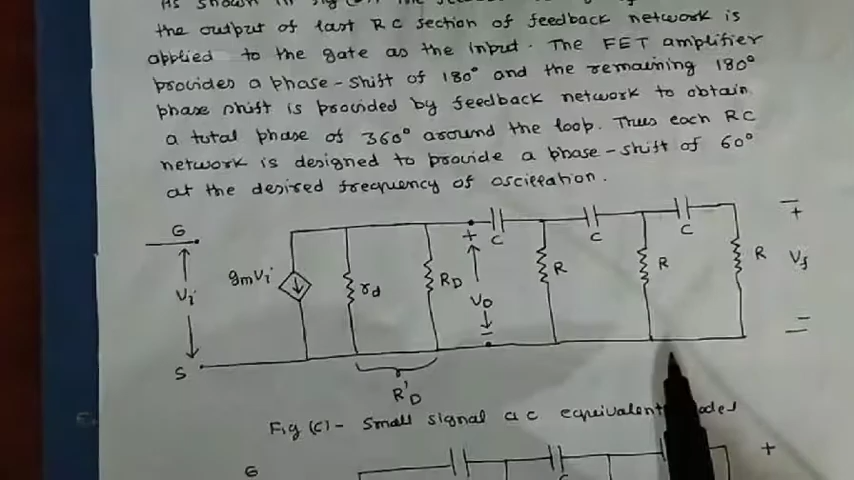 the output of last RC section of feedback network is
applied to the gate as the input. The FET amplifier
provides a phase-shift of 180° and the remaining 180°
phase shift is provided by feedback network to obtain
a total phase of 360° around the loop. Thus each RC
network is designed to provide a phase-shift of 60°
at the desired frequency of oscillation.
G
+
C
C
C
+
Vi
gmVi
rd
RD
Vo
R
R
R
Vf
-
-
S
R'D
Fig (c)- Small signal ac equivalent
G
+